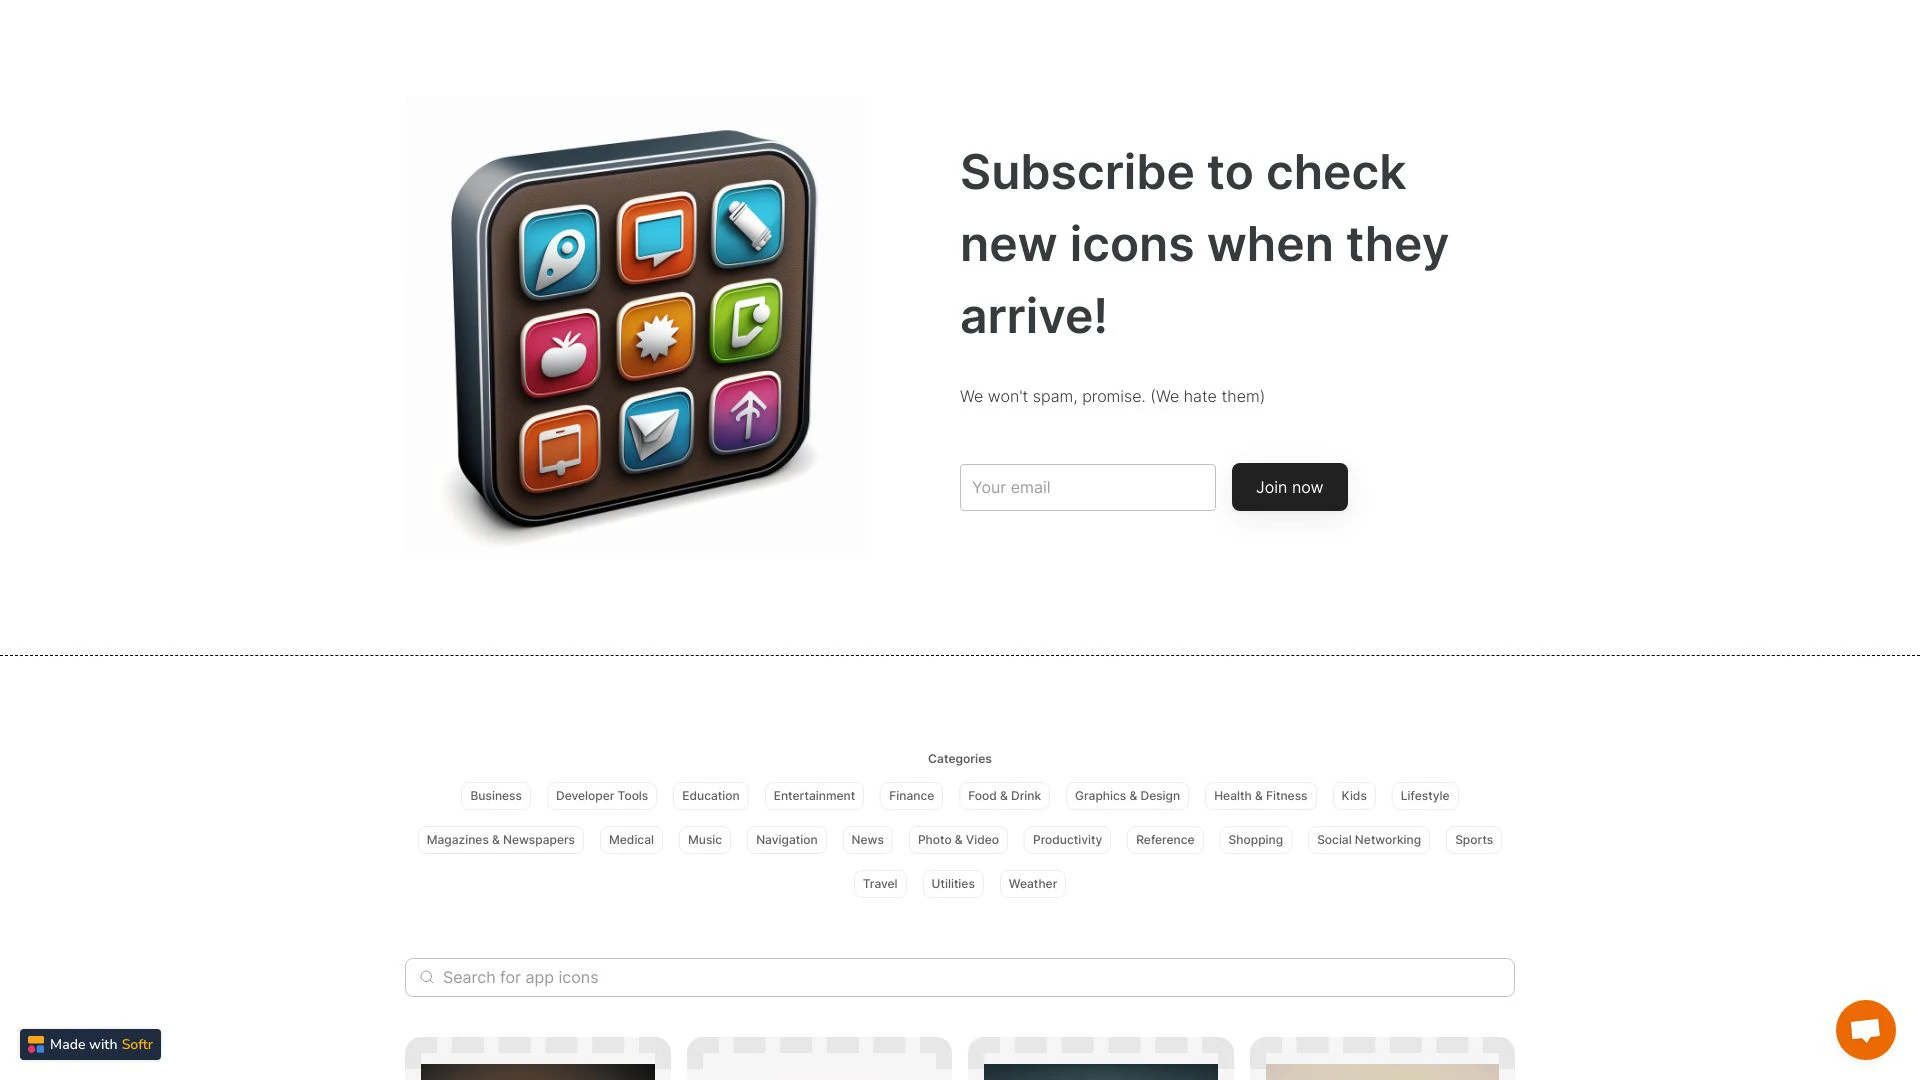 Subscribe to check
new icons when they
arrive!
We won't spam, promise. (We hate them)
Your email
Join now
Categories
Business
Developer Tools
Education
Entertainment
Finance
Food & Drink
Graphics & Design
Health & Fitness
Kids
Lifestyle
Magazines & Newspapers
Medical
Music
Navigation
News
Photo & Video
Productivity
Reference
Shopping
Social Networking
Sports
Travel
Utilities
Weather
Search for app icons
Made with Softr